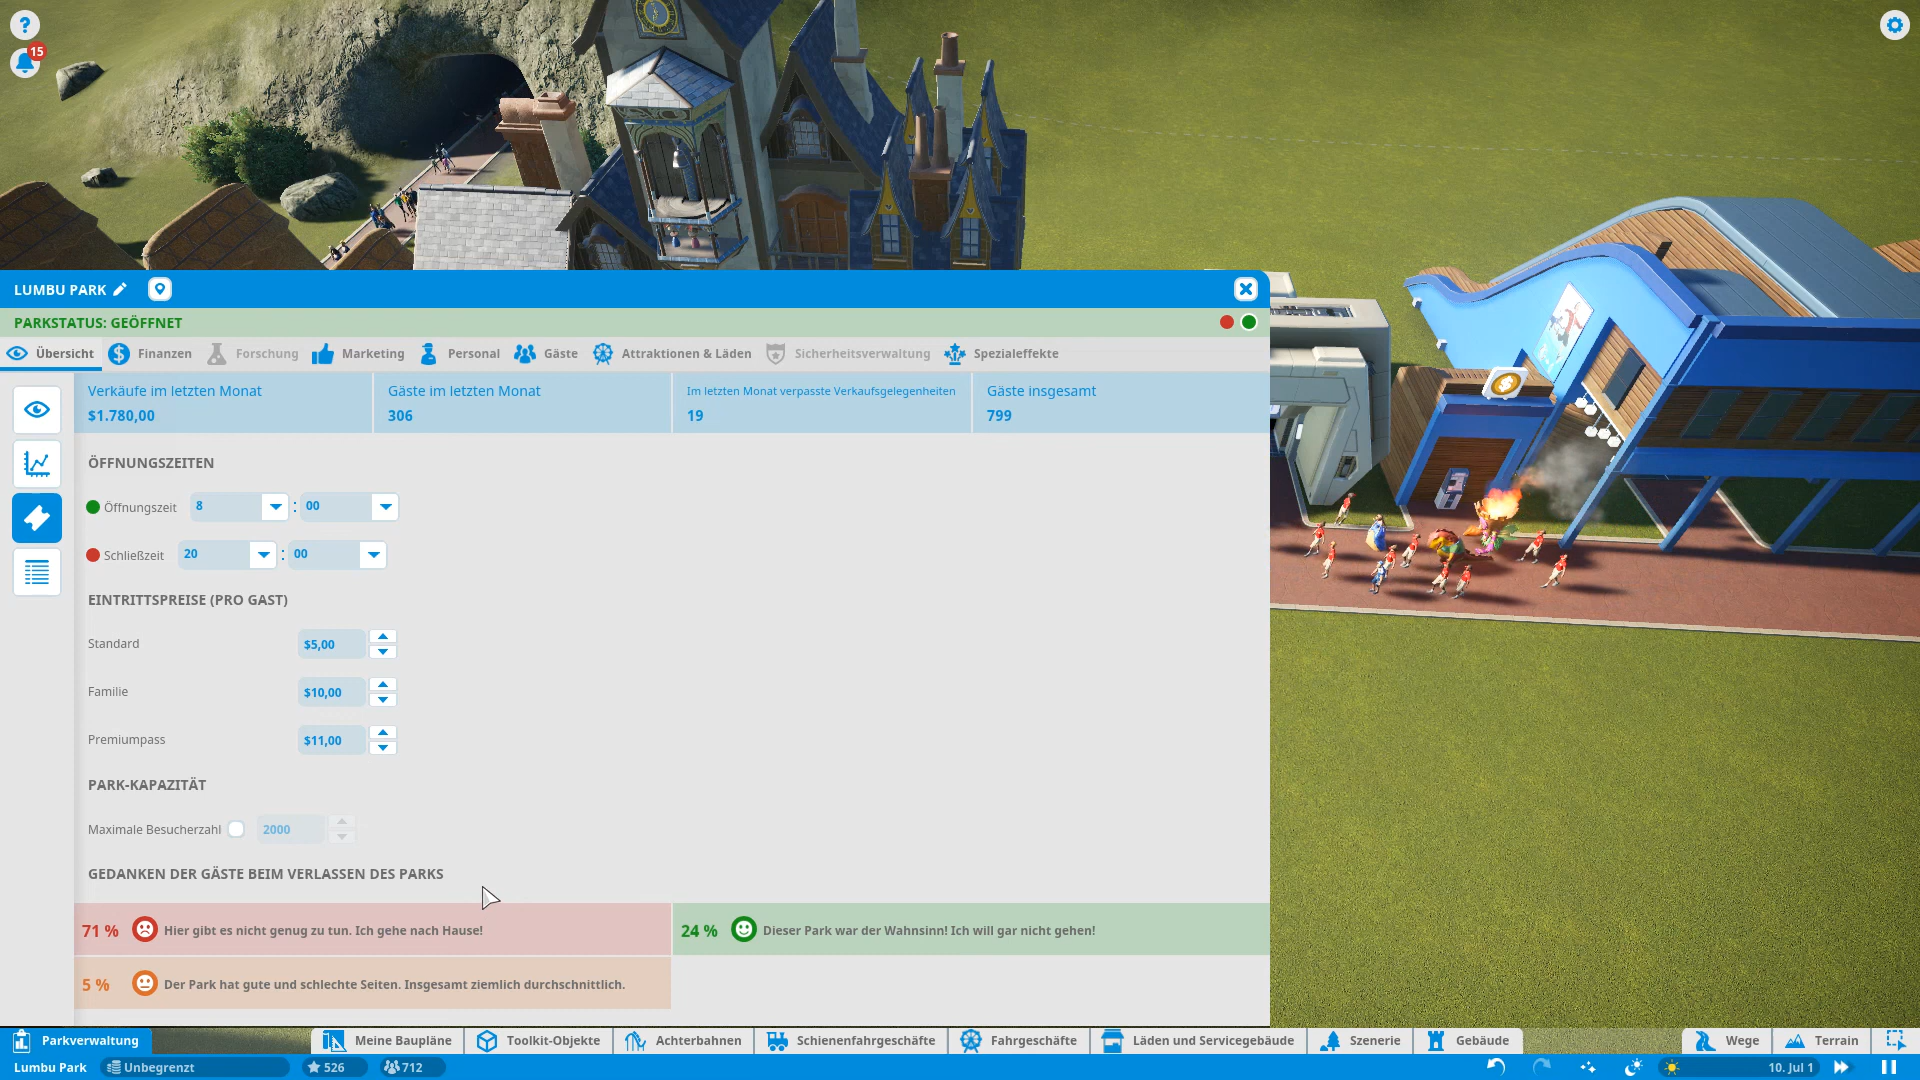 ?
15
LUMBU PARK
PARKSTATUS: GEÖFFNET
Übersicht
Finanzen
Forschung
Marketing
Personal
Gäste
Attraktionen & Läden
Sicherheitsverwaltung
Spezialeffekte
Verkäufe im letzten Monat
$1.780,00
Gäste im letzten Monat
306
Im letzten Monat verpasste Verkaufsgelegenheiten
19
Gäste insgesamt
799
ÖFFNUNGSZEITEN
Öffnungszeit 8 : 00
Schließzeit 20 : 00
EINTRITTSPREISE (PRO GAST)
Standard $5,00
Familie $10,00
Premiumpass $11,00
PARK-KAPAZITÄT
Maximale Besucherzahl 2000
GEDANKEN DER GÄSTE BEIM VERLASSEN DES PARKS
71 % Hier gibt es nicht genug zu tun. Ich gehe nach Hause!
24 % Dieser Park war der Wahnsinn! Ich will gar nicht gehen!
5 % Der Park hat gute und schlechte Seiten. Insgesamt ziemlich durchschnittlich.
Parkverwaltung
Meine Baupläne
Toolkit-Objekte
Achterbahnen
Schienenfahrgeschäfte
Fahrgeschäfte
Läden und Servicegebäude
Szenerie
Gebäude
Wege
Terrain
Lumbu Park
Unbegrenzt
526
712
10. Jul 1